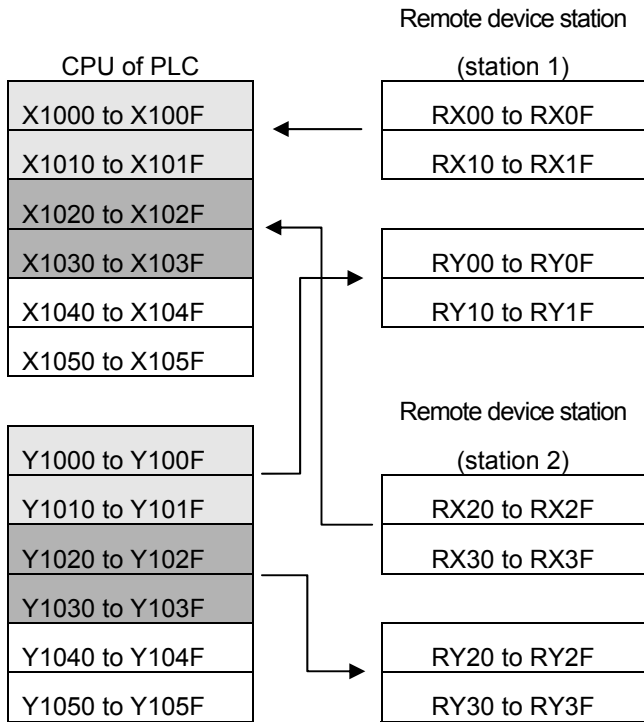 Remote device station
CPU of PLC
(station 1)
X1000 to X100F
RX00 to RX0F
X1010 to X101F
RX10 to RX1F
X1020 to X102F
X1030 to X103F
RY00 to RY0F
X1040 to X104F
RY10 to RY1F
X1050 to X105F
Remote device station
Y1000 to Y100F
(station 2)
Y1010 to Y101F
RX20 to RX2F
Y1020 to Y102F
RX30 to RX3F
Y1030 to Y103F
Y1040 to Y104F
RY20 to RY2F
Y1050 to Y105F
RY30 to RY3F